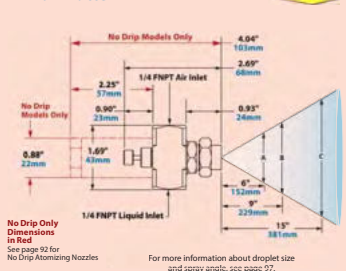 No Drip Models Only
4.04"
103mm
2.69"
68mm
2.25"
57mm
1/4 FNPT Air Inlet
0.90"
23mm
0.93"
24mm
No Drip
Models Only
0.88"
22mm
1.69"
43mm
A
B
C
6"
152mm
9"
229mm
15"
381mm
1/4 FNPT Liquid Inlet
No Drip Only
Dimensions
in Red
See page 92 for
No Drip Atomizing Nozzles
For more information about droplet size
and spray angle, see page 97.